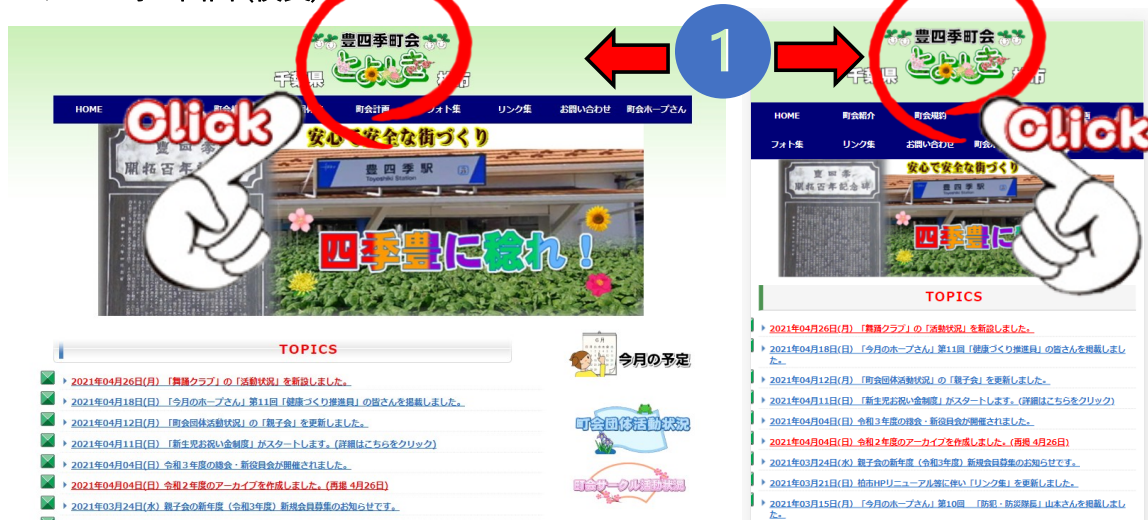 豊四季町会
とよしき
千葉県 柏市
HOME 町会計画 フォト集 リンク集 お問い合わせ 町会ホープさん
Click
安心で安全な街づくり
豊四季
開拓百年記念碑
豊四季駅
Toyoshiki Station
四季豊に稔れ!
TOPICS
2021年04月26日(月) 「舞踊クラブ」の「活動状況」を新設しました。
2021年04月18日(日) 「今月のホープさん」第11回「健康づくり推進員」の皆さんを掲載しました。
2021年04月12日(月) 「町会団体活動状況」の「親子会」を更新しました。
2021年04月11日(日) 「新生児お祝い金制度」がスタートします。(詳細はこちらをクリック)
2021年04月04日(日) 令和3年度の総会・新役員会が開催されました。
2021年04月04日(日) 令和2年度のアーカイブを作成しました。(再掲 4月26日)
2021年03月24日(水) 親子会の新年度(令和3年度)新規会員募集のお知らせです。
今月の予定
町会団体活動状況
町会サークル活動状況
1
豊四季町会
とよしき
千葉県 柏市
HOME 町会紹介 町会規約
フォト集 リンク集 お問い合わせ
Click
安心で安全な街づくり
豊四季
開拓百年記念碑
豊四季駅
四季豊に
TOPICS
2021年04月26日(月) 「舞踊クラブ」の「活動状況」を新設しました。
2021年04月18日(日) 「今月のホープさん」第11回「健康づくり推進員」の皆さんを掲載しまし
た。
2021年04月12日(月) 「町会団体活動状況」の「親子会」を更新しました。
2021年04月11日(日) 「新生児お祝い金制度」がスタートします。(詳細はこちらをクリック)
2021年04月04日(日) 令和3年度の総会・新役員会が開催されました。
2021年04月04日(日) 令和2年度のアーカイブを作成しました。(再掲 4月26日)
2021年03月24日(水) 親子会の新年度(令和3年度)新規会員募集のお知らせです。
2021年03月21日(日) 柏市HPリニューアル等に伴い「リンク集」を更新しました。
2021年03月15日(月) 「今月のホープさん」第10回 「防犯・防災隊長」山本さんを掲載しまし
た。